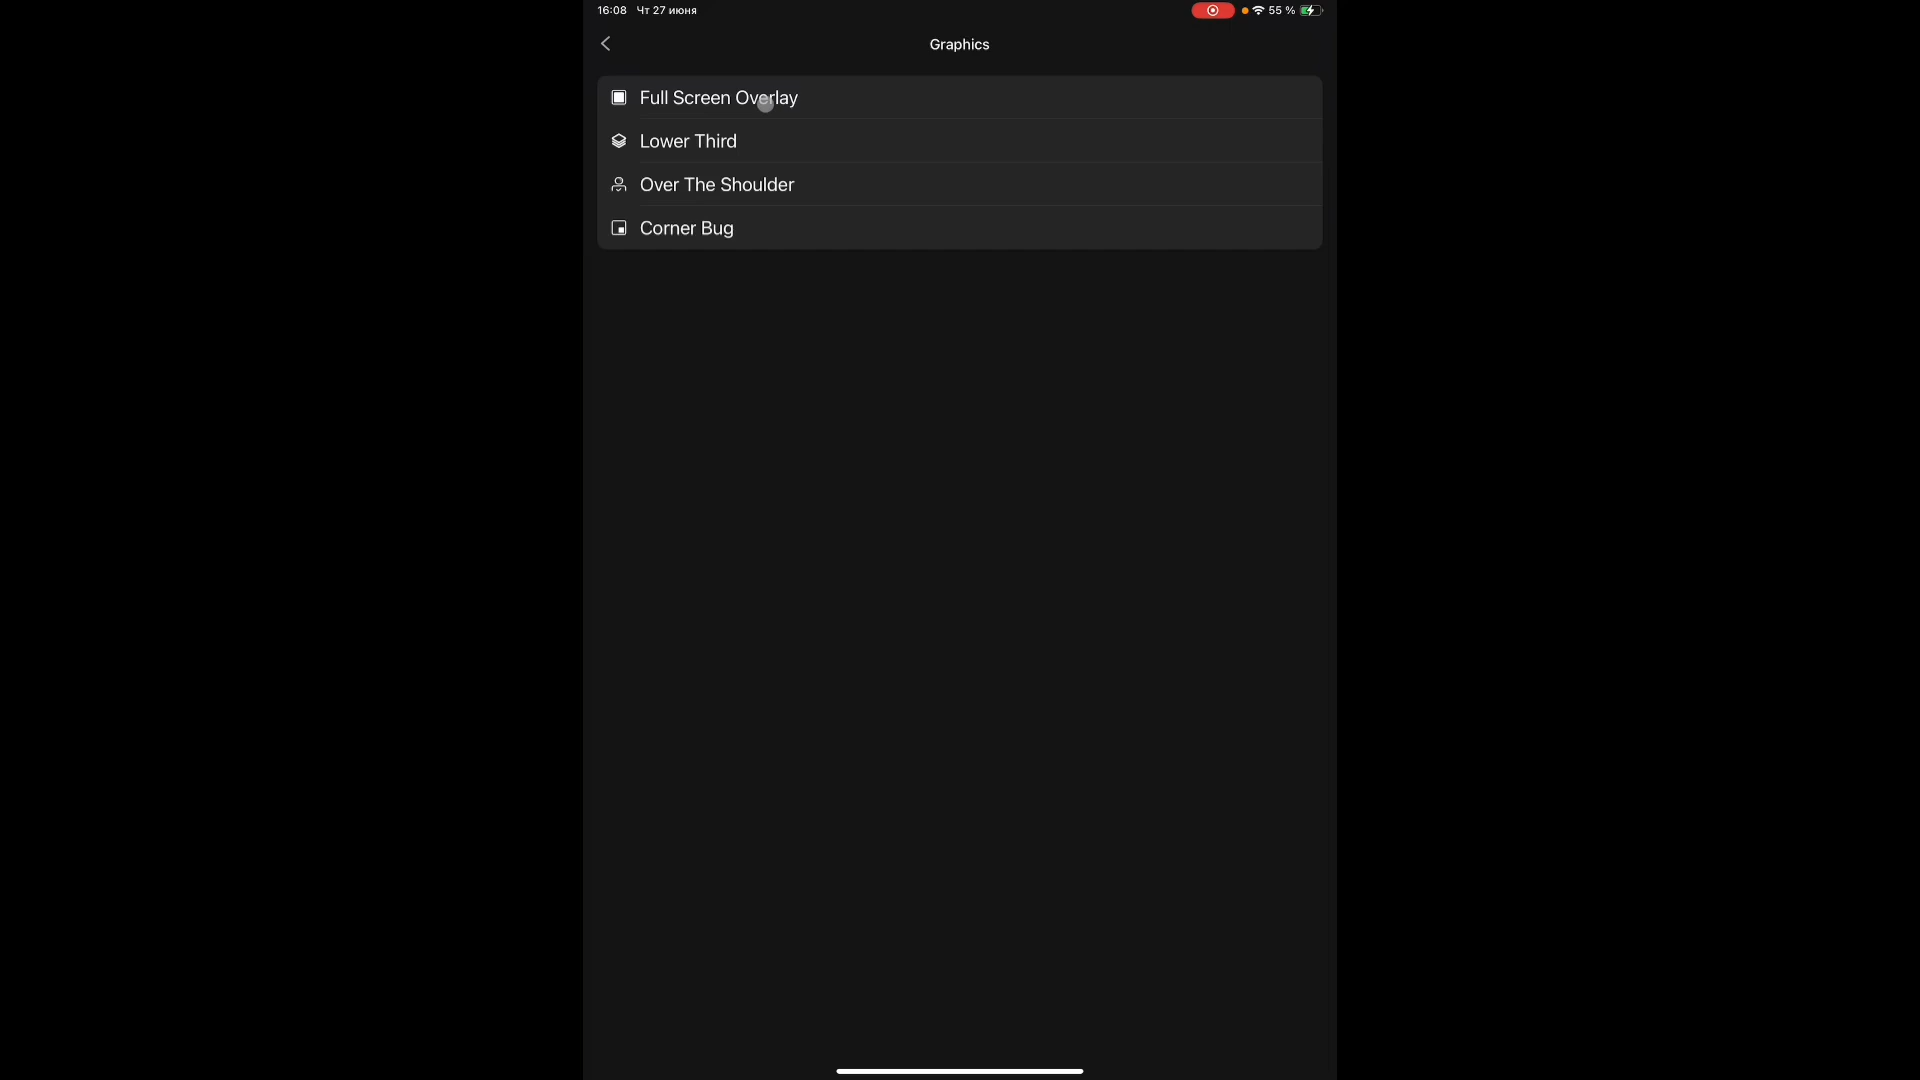 16:08 Чт 27 июня 55 %
Graphics
Full Screen Overlay
Lower Third
Over The Shoulder
Corner Bug